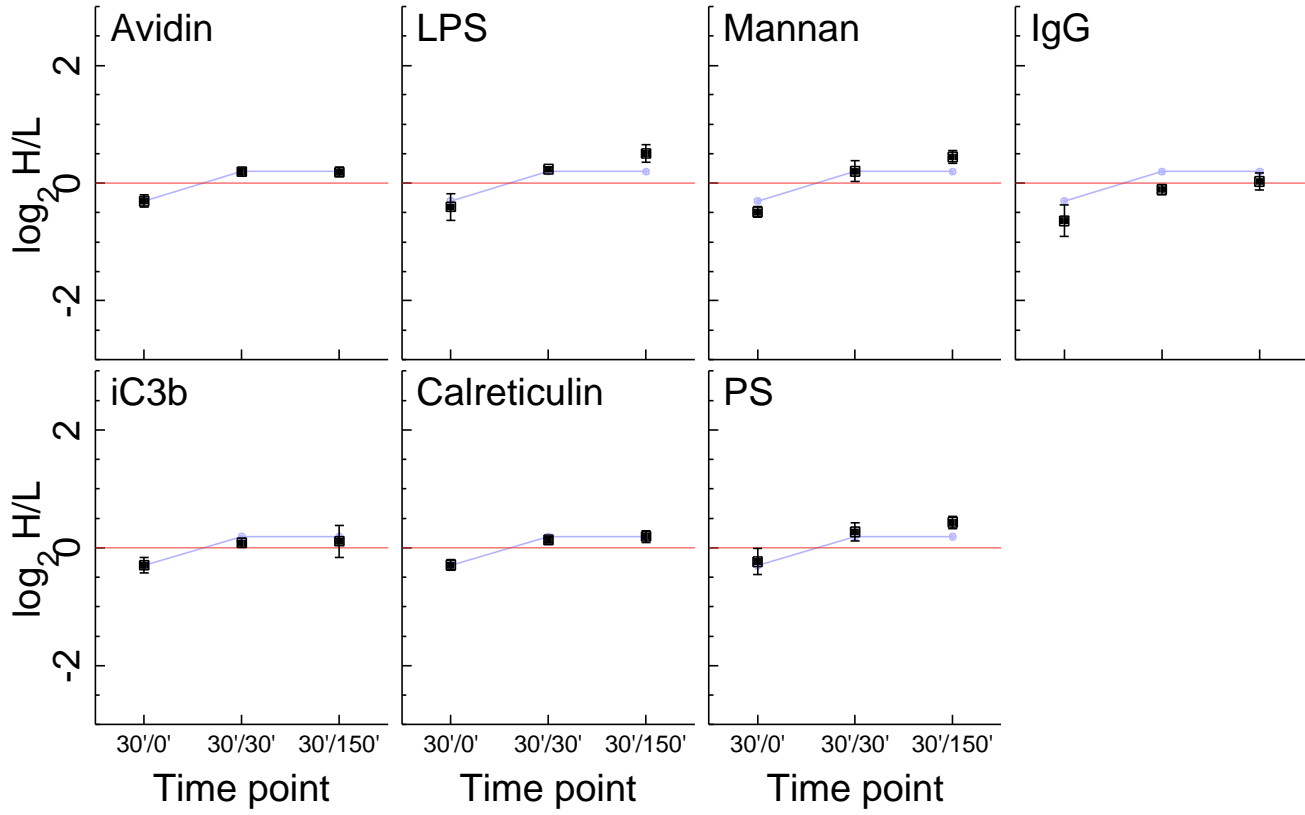 Avidin
LPS
Mannan
IgG
2
0
-2
log2 H/L
iC3b
Calreticulin
PS
2
0
-2
log2 H/L
30'/0' 30'/30' 30'/150'
30'/0' 30'/30' 30'/150'
30'/0' 30'/30' 30'/150'
Time point
Time point
Time point